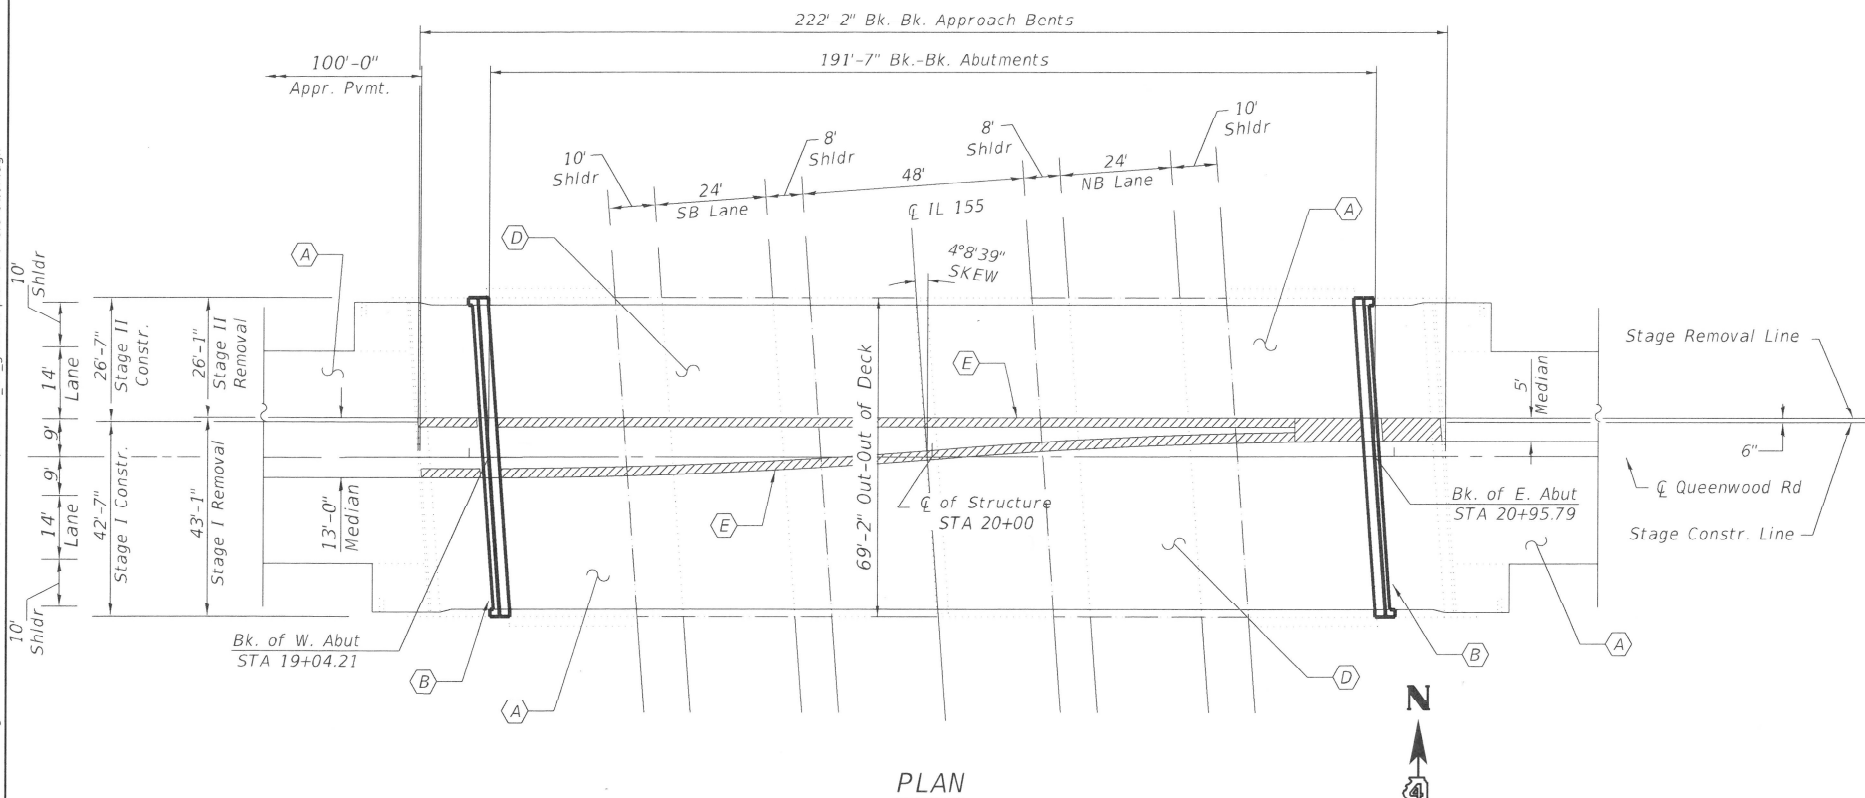 222' 2" Bk. Bk. Approach Bents
191'-7" Bk.-Bk. Abutments
100'-0"
Appr. Pvmt.
10'
Shldr
24'
SB Lane
8'
Shldr
48'
8'
Shldr
24'
NB Lane
10'
Shldr
℄ IL 155
4°8'39"
SKEW
A
D
A
E
10'
Shldr
14'
Lane
9'
9'
14'
Lane
10'
Shldr.
26'-7"
Stage II
Constr.
26'-1"
Stage II
Removal
42'-7"
Stage I Constr.
43'-1"
Stage I Removal
13'-0"
Median
69'-2" Out-Out of Deck
5'
Median
Stage Removal Line
6"
℄ Queenwood Rd
Stage Constr. Line
℄ of Structure
STA 20+00
Bk. of E. Abut
STA 20+95.79
E
Bk. of W. Abut
STA 19+04.21
B
A
D
B
A
N
4
PLAN